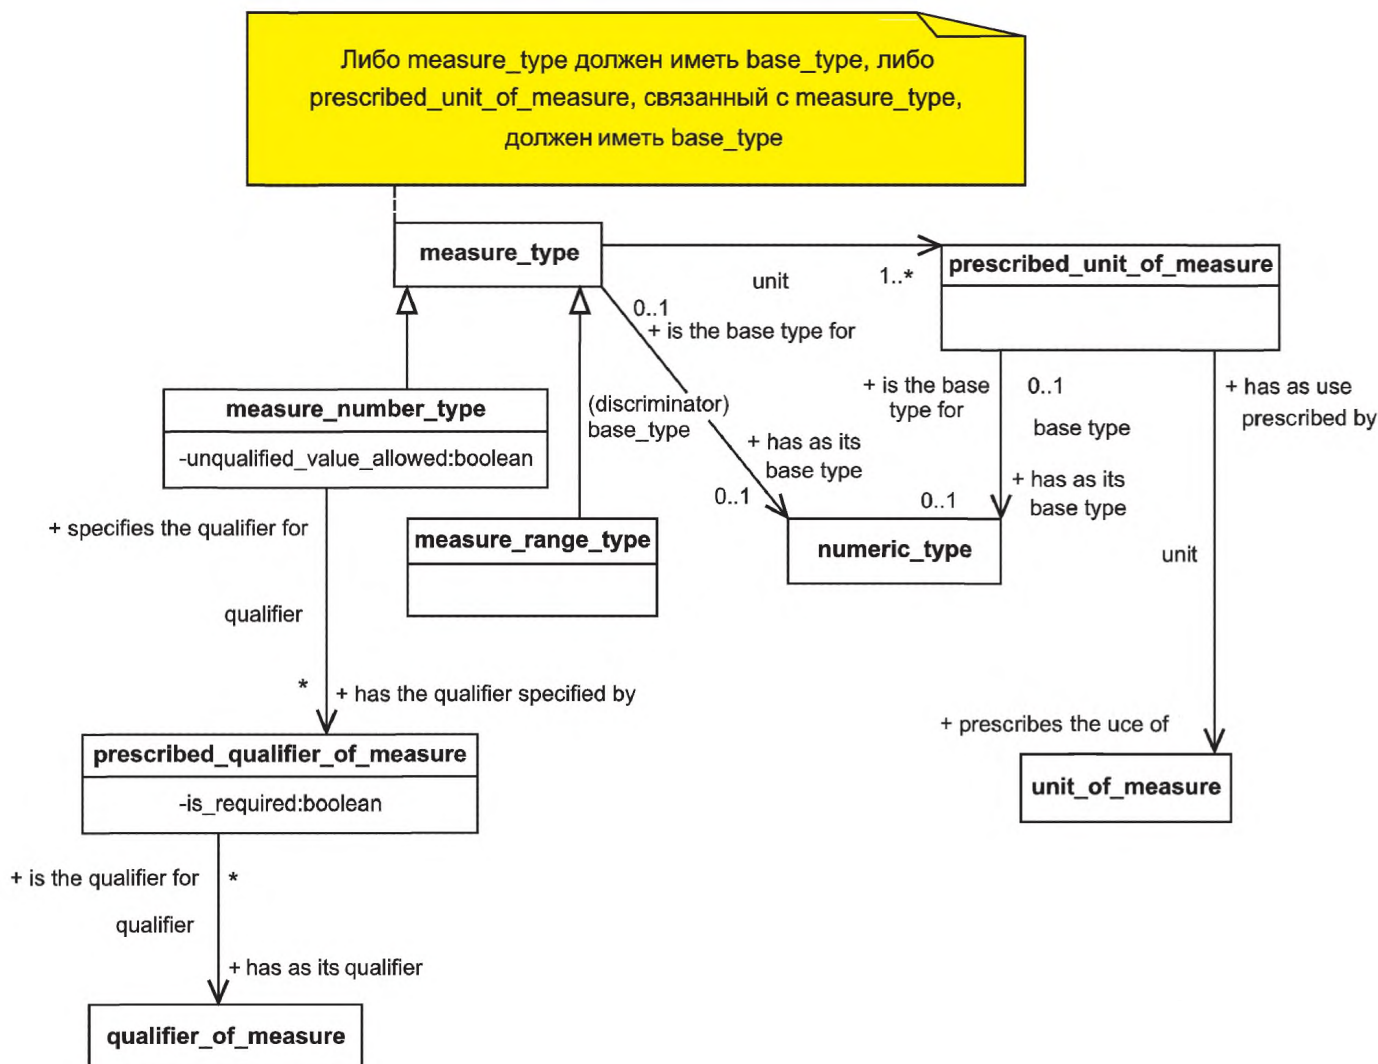 Либо measure_type должен иметь base_type, либо
prescribed_unit_of_measure, связанный с measure_type,
должен иметь base_type
measure_type
unit
1..*
prescribed_unit_of_measure
0..1
+ is the base type for
measure_number_type
-unqualified_value_allowed:boolean
(discriminator)
base_type
+ has as its
base type
0..1
+ is the base
type for
0..1
base type
+ has as its
base type
0..1
+ has as use
prescribed by
+ specifies the qualifier for
measure_range_type
numeric_type
unit
qualifier
*
+ has the qualifier specified by
+ prescribes the uce of
prescribed_qualifier_of_measure
-is_required:boolean
unit_of_measure
+ is the qualifier for
*
qualifier
+ has as its qualifier
qualifier_of_measure